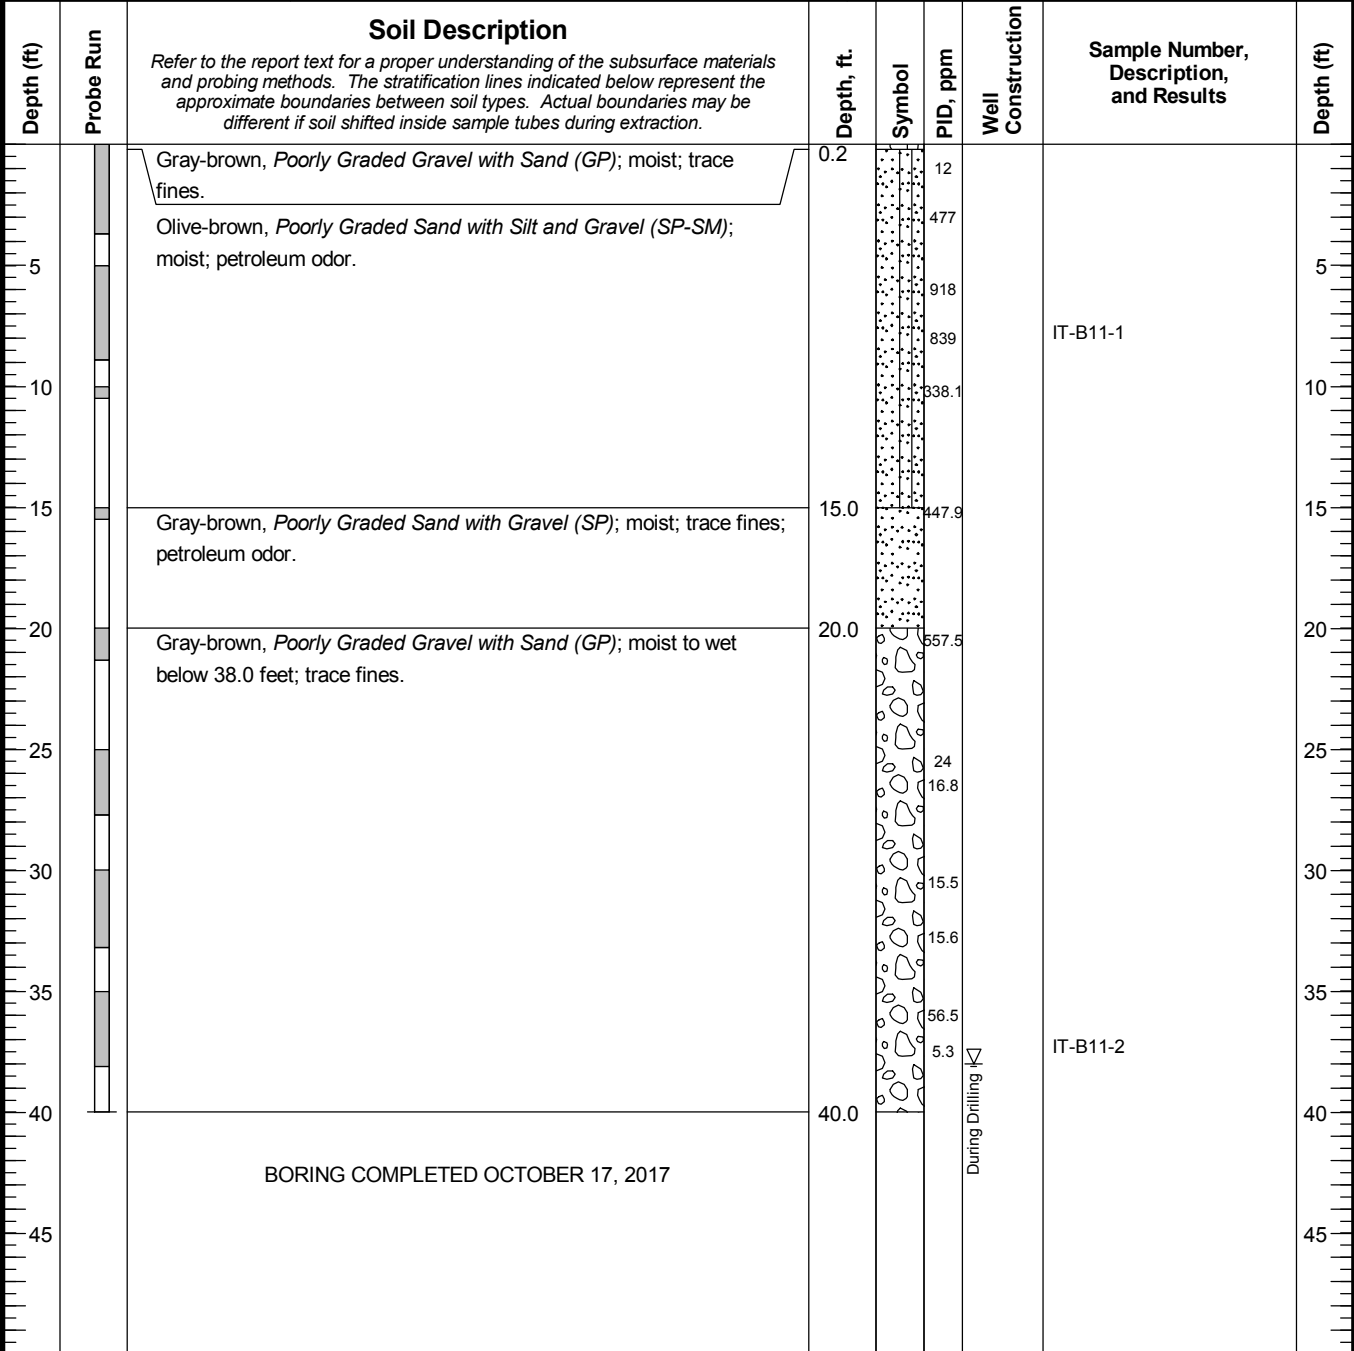 Depth (ft)
Probe Run
Soil Description
Refer to the report text for a proper understanding of the subsurface materials
and probing methods. The stratification lines indicated below represent the
approximate boundaries between soil types. Actual boundaries may be
different if soil shifted inside sample tubes during extraction.
Depth, ft.
Symbol
PID, ppm
Well
Construction
Sample Number,
Description,
and Results
Depth (ft)
Gray-brown, Poorly Graded Gravel with Sand (GP); moist; trace
fines.
0.2
12
Olive-brown, Poorly Graded Sand with Silt and Gravel (SP-SM);
moist; petroleum odor.
477
5
918
5
839
IT-B11-1
10
338.1
10
15
15.0
447.9
15
Gray-brown, Poorly Graded Sand with Gravel (SP); moist; trace fines;
petroleum odor.
20
20.0
557.5
20
Gray-brown, Poorly Graded Gravel with Sand (GP); moist to wet
below 38.0 feet; trace fines.
25
24
25
16.8
30
15.5
30
15.6
35
35
56.5
5.3
IT-B11-2
During Drilling
40
40.0
40
BORING COMPLETED OCTOBER 17, 2017
45
45